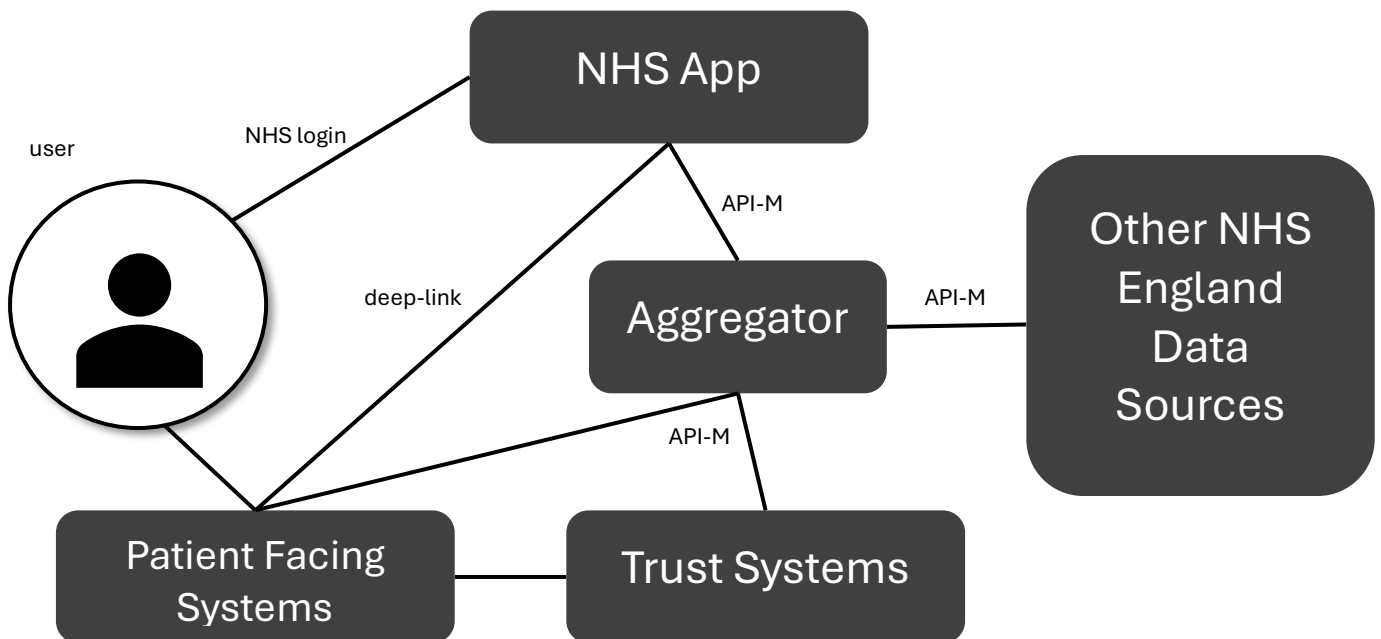 NHS App
NHS login
user
API-M
Other NHS
England
Data
Sources
deep-link
Aggregator
API-M
API-M
Patient Facing
Systems
Trust Systems